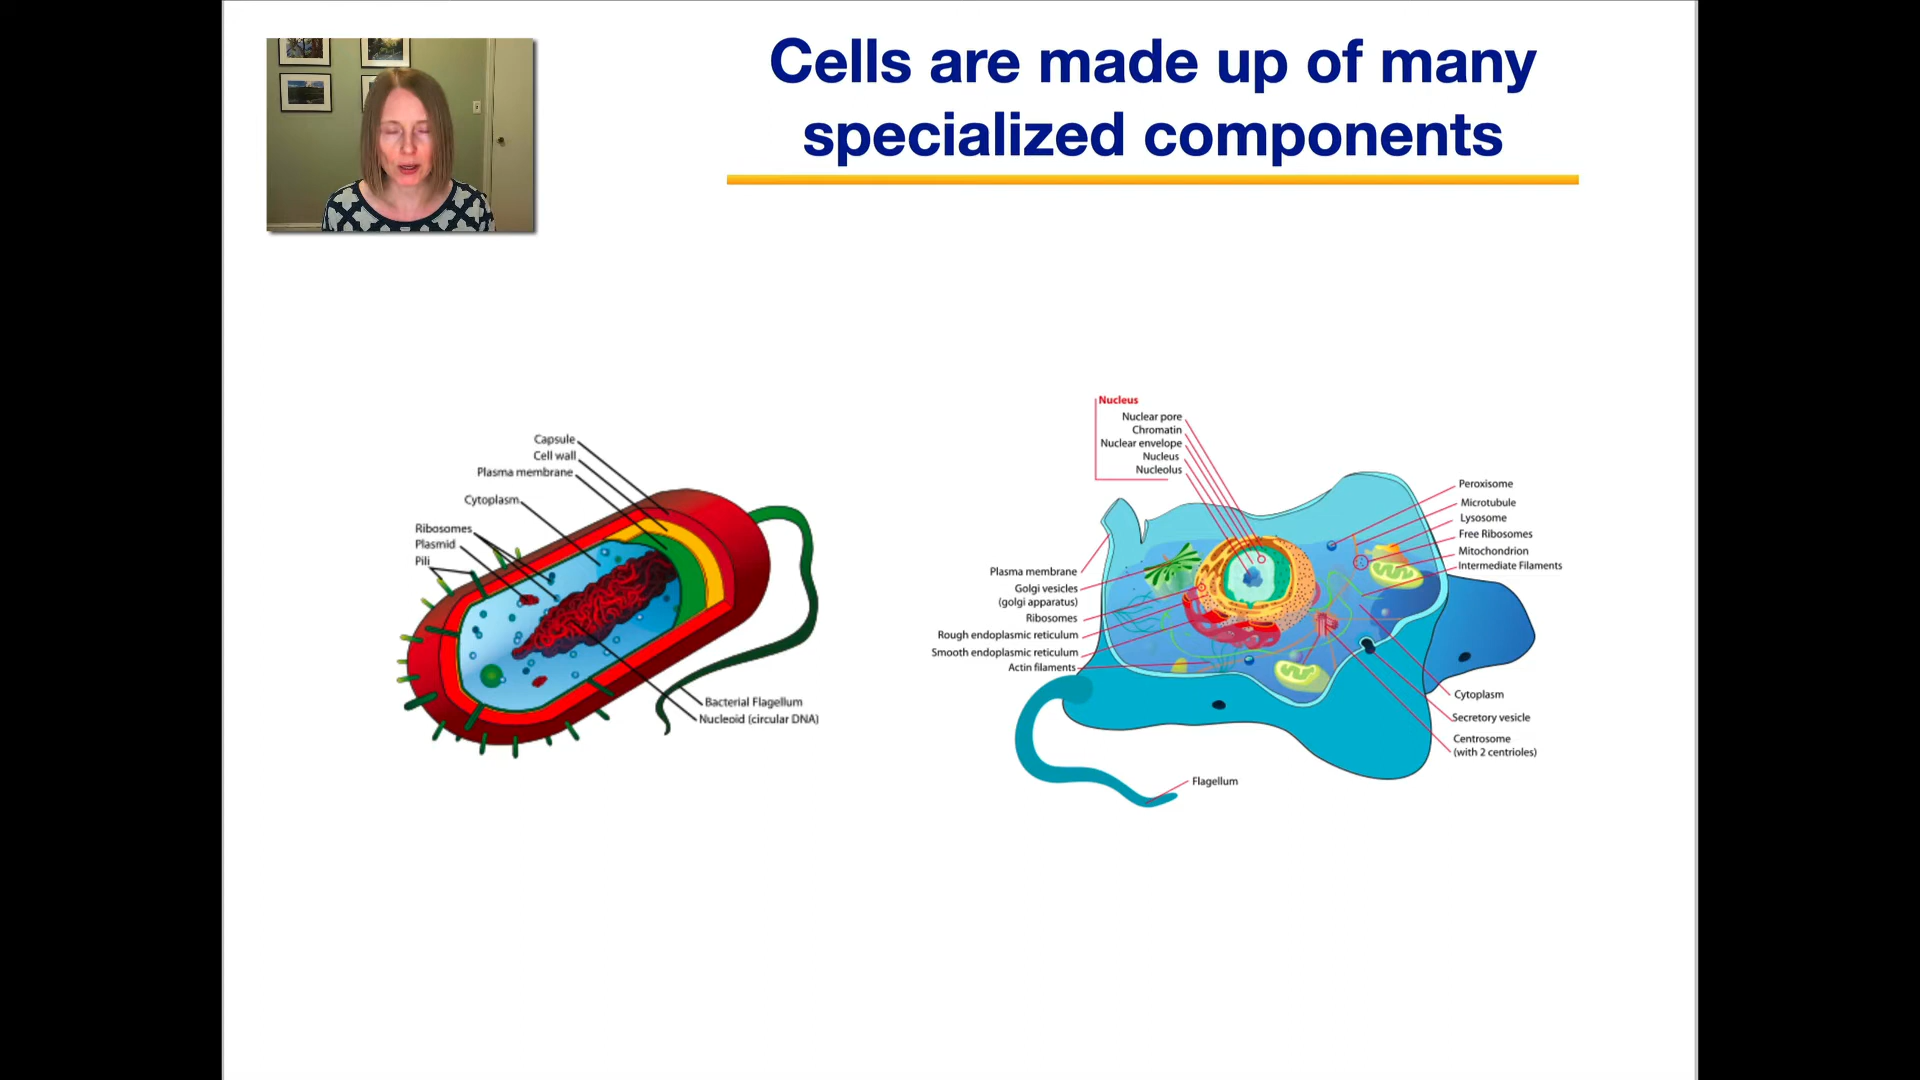 Cells are made up of many
specialized components
Capsule
Cell wall
Plasma membrane
Cytoplasm
Ribosomes
Plasmid
Pili
Bacterial Flagellum
Nucleoid (circular DNA)
Nucleus
Nuclear pore
Chromatin
Nuclear envelope
Nucleus
Nucleolus
Plasma membrane
Golgi vesicles
(golgi apparatus)
Ribosomes
Rough endoplasmic reticulum
Smooth endoplasmic reticulum
Actin filaments
Peroxisome
Microtubule
Lysosome
Free Ribosomes
Mitochondrion
Intermediate Filaments
Cytoplasm
Secretory vesicle
Centrosome
(with 2 centrioles)
Flagellum